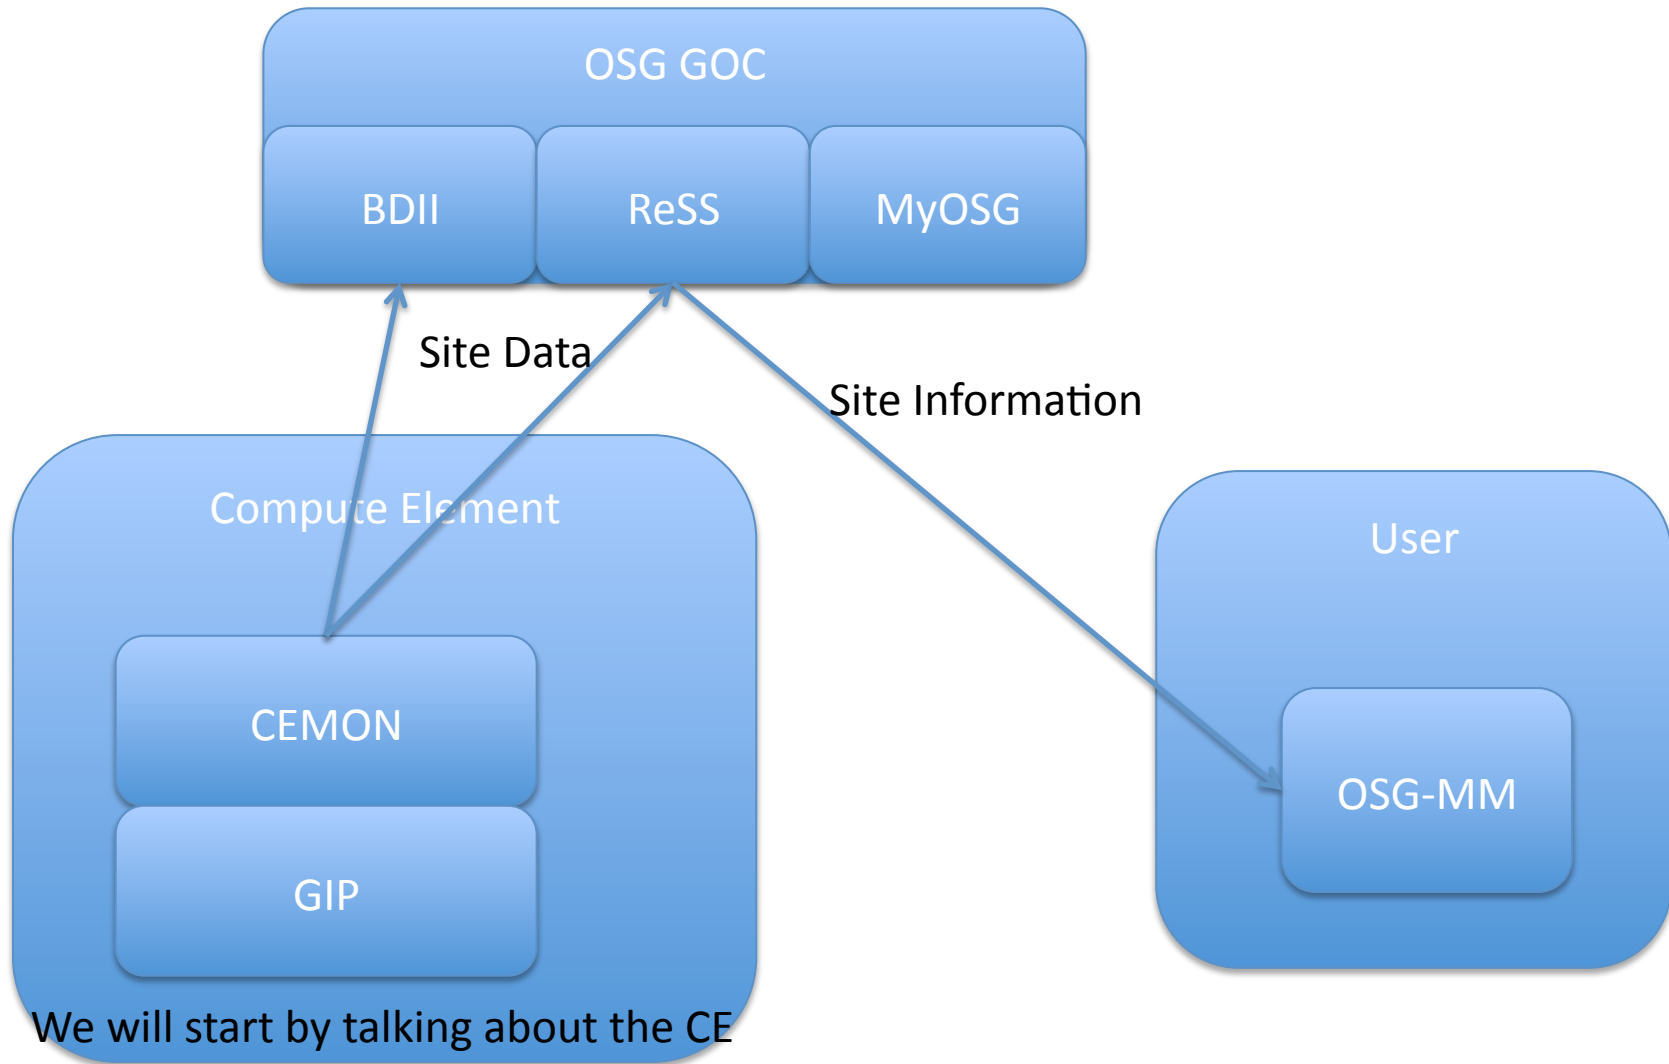 OSG GOC
BDII
ReSS
MyOSG
Site Data
Site Information
Compute Element
User
CEMON
OSG-MM
GIP
We will start by talking about the CE